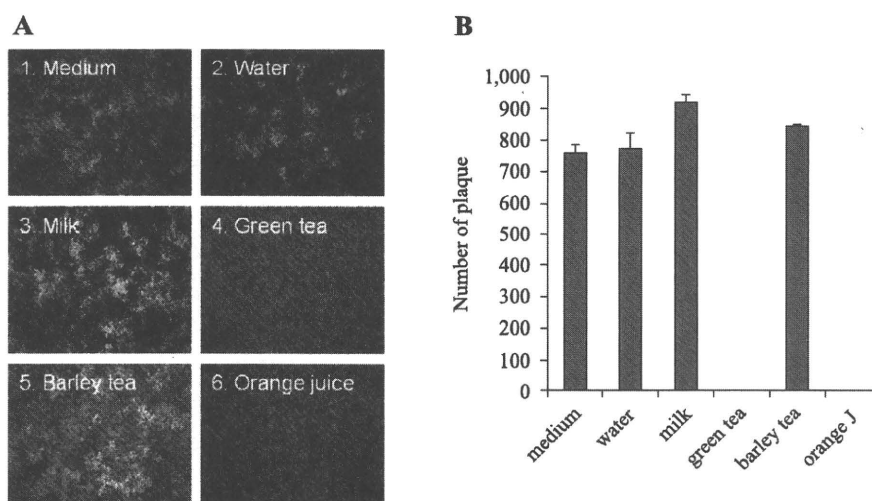 A
1. Medium
2. Water
3. Milk
4. Green tea
5. Barley tea
6. Orange juice
B
Number of plaque
1,000
900
800
700
600
500
400
300
200
100
0
medium
water
milk
green tea
barley tea
orange J